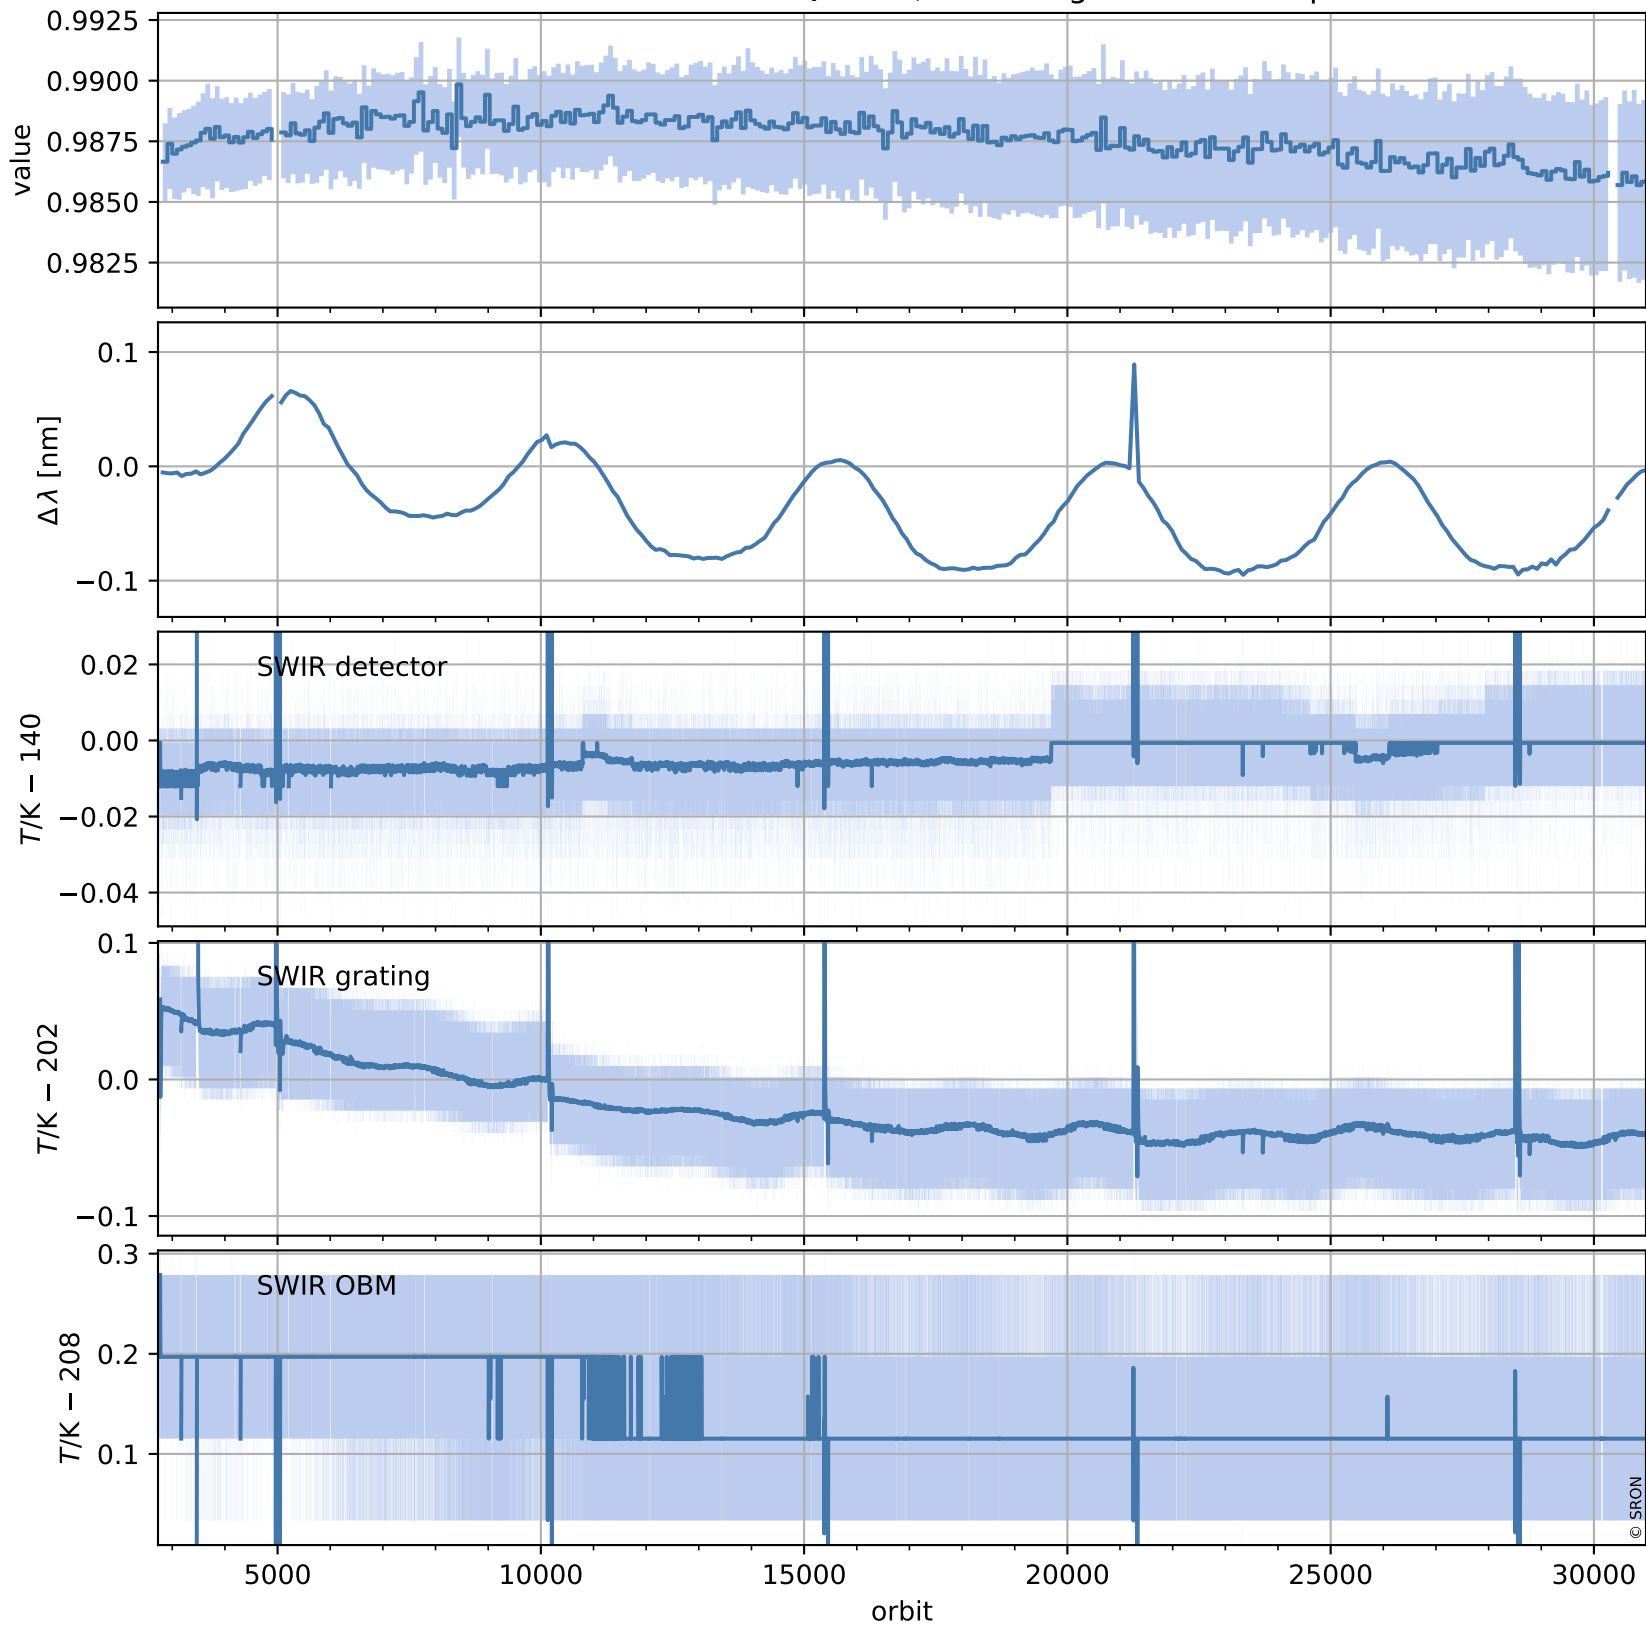 0.9925
0.9900
0.9875
0.9850
0.9825
value
0.1
0.0
−0.1
Δλ [nm]
SWIR detector
0.02
0.00
−0.02
−0.04
T/K − 140
SWIR grating
0.1
0.0
−0.1
T/K − 202
SWIR OBM
0.3
0.2
0.1
T/K − 208
© SRON
5000 10000 15000 20000 25000 30000
orbit